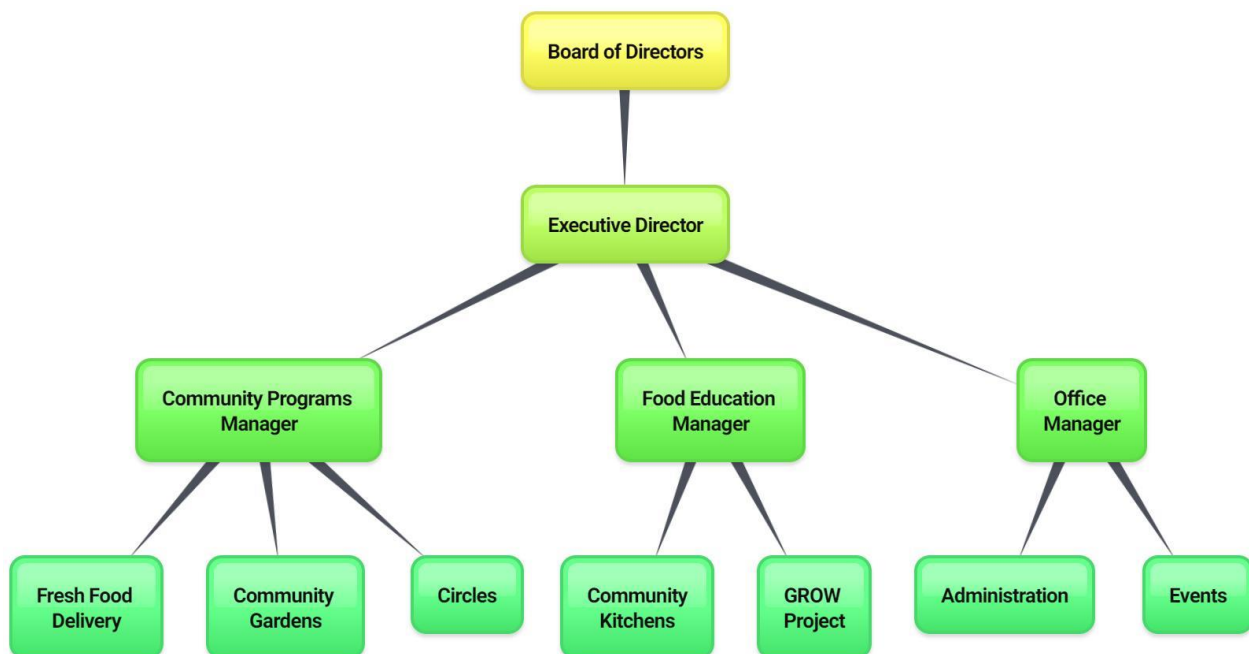 Board of Directors
Executive Director
Community Programs
Manager
Food Education
Manager
Office
Manager
Fresh Food
Delivery
Community
Gardens
Circles
Community
Kitchens
GROW
Project
Administration
Events